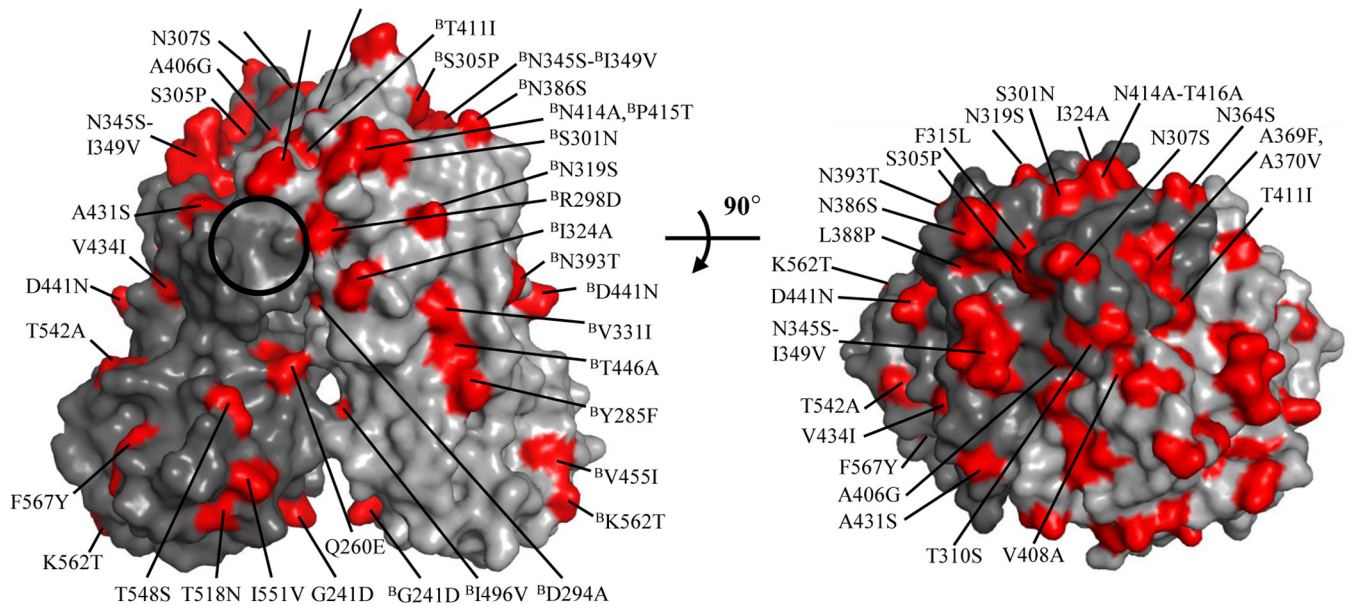 N307S
A406G
S305P
N345S-
I349V
A431S
V434I
D441N
T542A
F567Y
K562T
T548S
T518N
I551V
G241D
Q260E
ᴮG241D
ᴮI496V
ᴮD294A
ᴮT411I
ᴮS305P
ᴮN345S-ᴮI349V
ᴮN386S
ᴮN414A,ᴮP415T
ᴮS301N
ᴮN319S
ᴮR298D
ᴮI324A
ᴮN393T
ᴮD441N
ᴮV331I
ᴮT446A
ᴮY285F
ᴮV455I
ᴮK562T
90°
N414A-T416A
S301N
I324A
N364S
N319S
N307S
F315L
A369F,
A370V
S305P
N393T
T411I
N386S
L388P
K562T
D441N
N345S-
I349V
T542A
V434I
F567Y
A406G
A431S
T310S
V408A